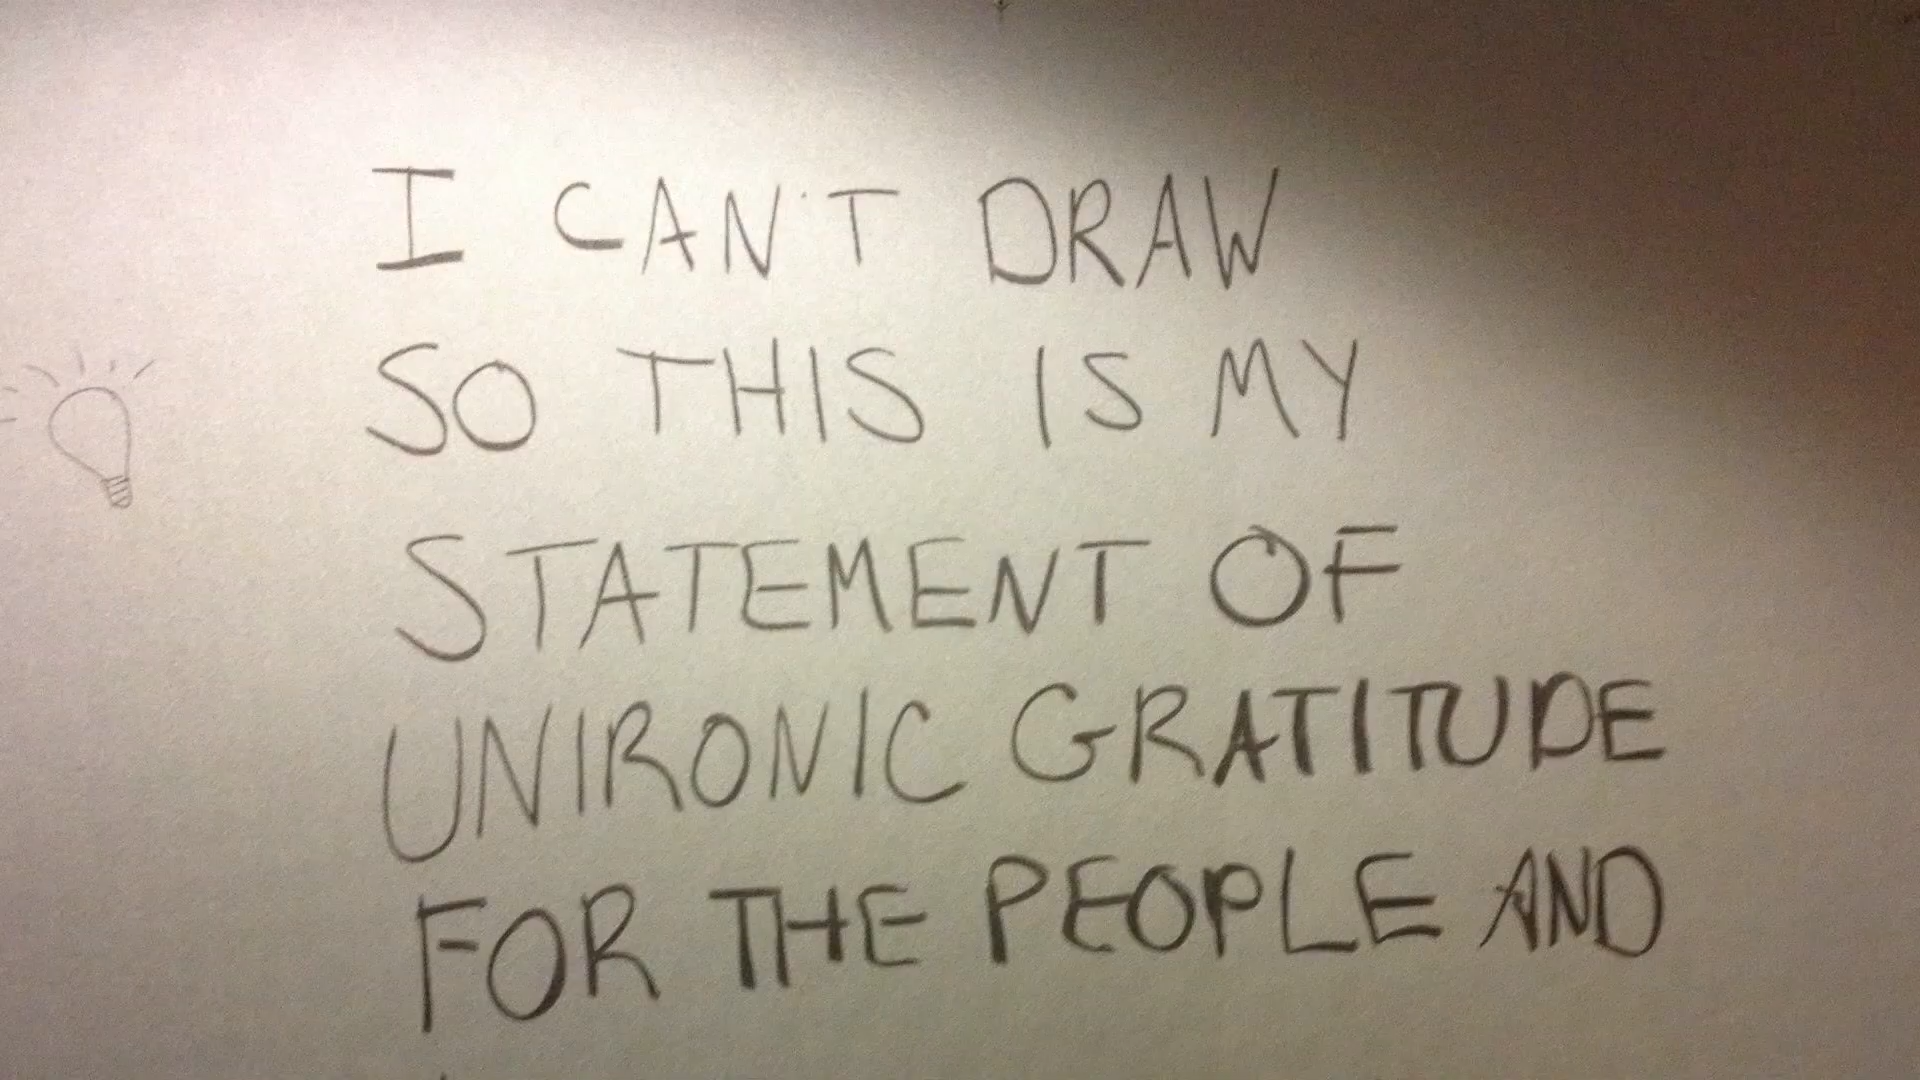 I CAN'T DRAW
SO THIS IS MY
STATEMENT OF
UNIRONIC GRATITUDE
FOR THE PEOPLE AND